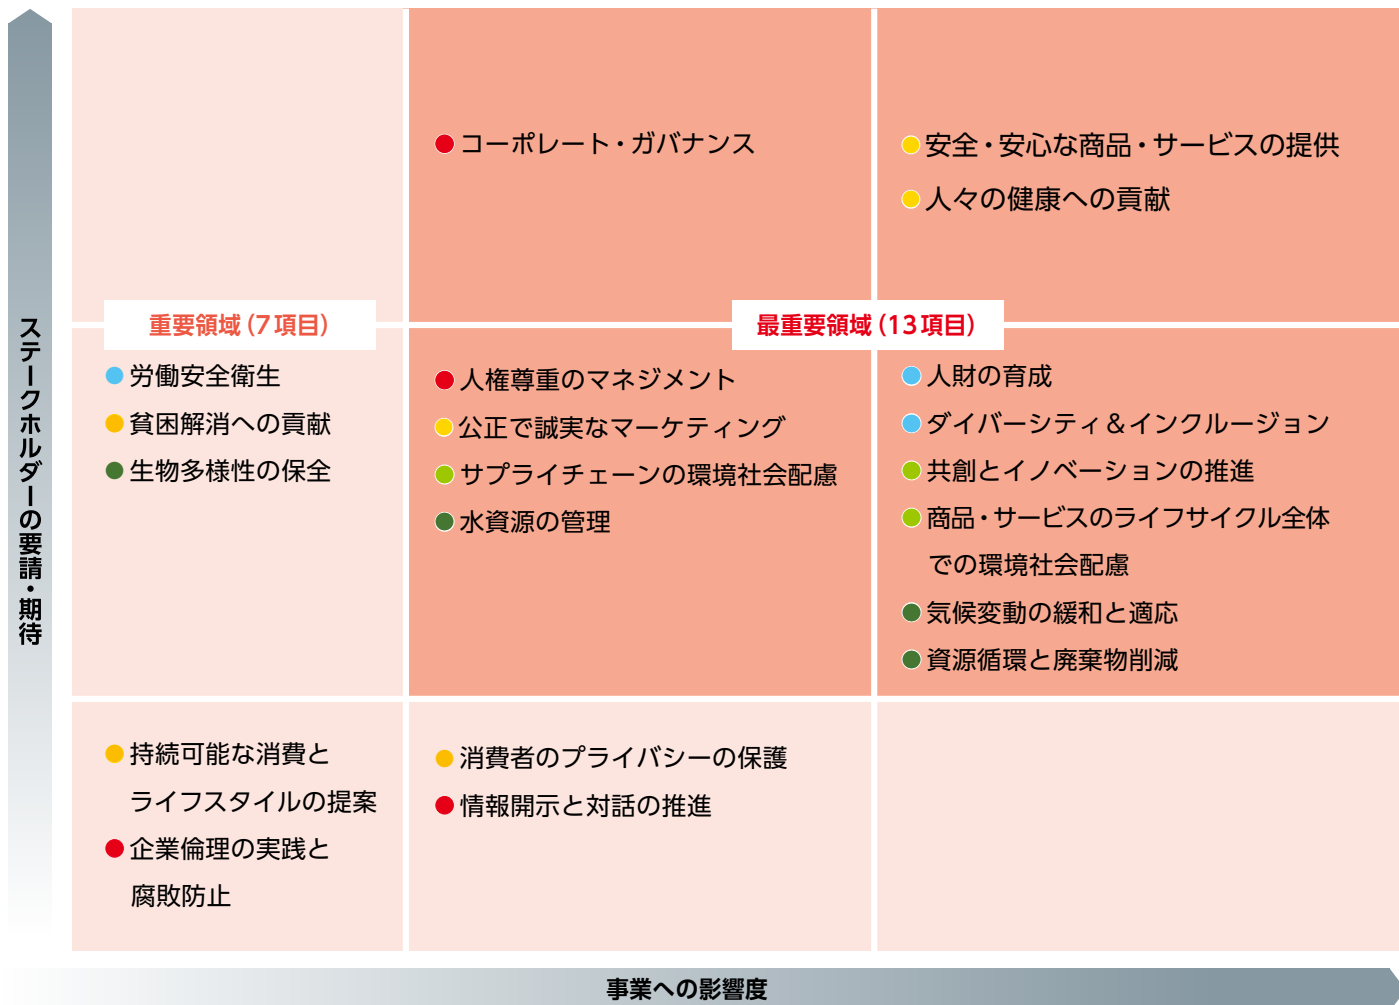 ステークホルダーの要請・期待
コーポレート・ガバナンス
安全・安心な商品・サービスの提供
人々の健康への貢献
重要領域（7項目）
最重要領域（13項目）
労働安全衛生
貧困解消への貢献
生物多様性の保全
人権尊重のマネジメント
公正で誠実なマーケティング
サプライチェーンの環境社会配慮
水資源の管理
人財の育成
ダイバーシティ＆インクルージョン
共創とイノベーションの推進
商品・サービスのライフサイクル全体
での環境社会配慮
気候変動の緩和と適応
資源循環と廃棄物削減
持続可能な消費と
ライフスタイルの提案
企業倫理の実践と
腐敗防止
消費者のプライバシーの保護
情報開示と対話の推進
事業への影響度